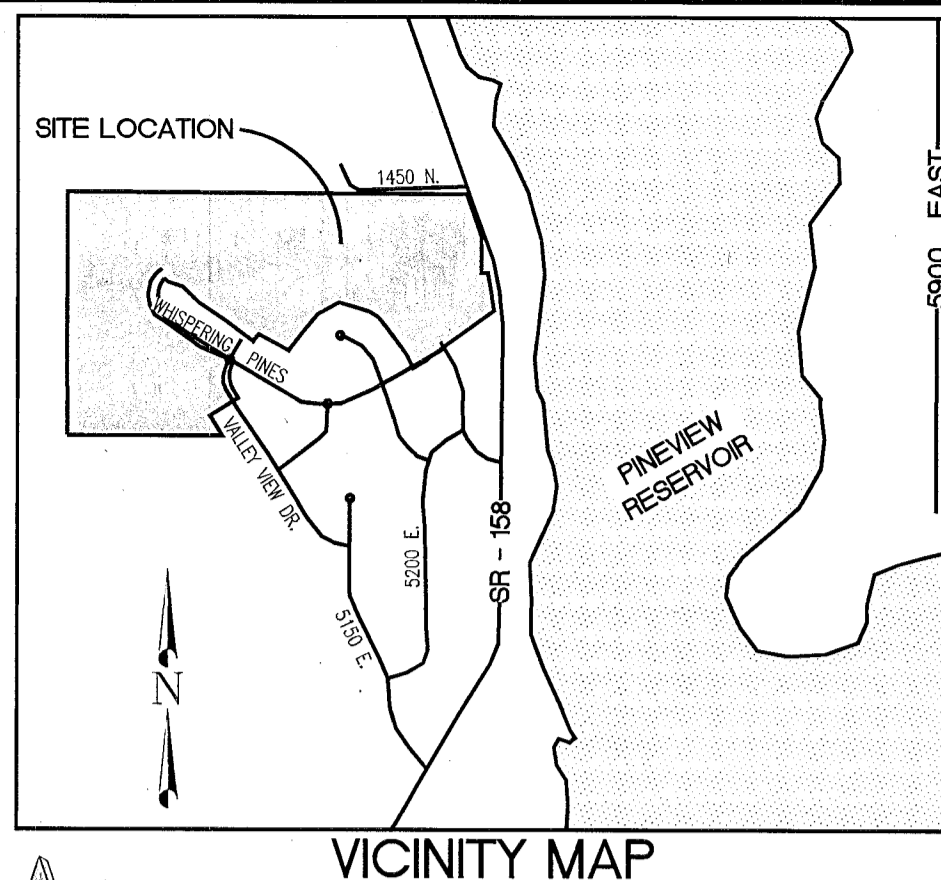 SITE LOCATION
1450 N.
5900 EAST
WHISPERING PINES
VALLEY VIEW DR.
PINEVIEW
RESERVOIR
SR - 158
5200 E.
5150 E.
N
VICINITY MAP